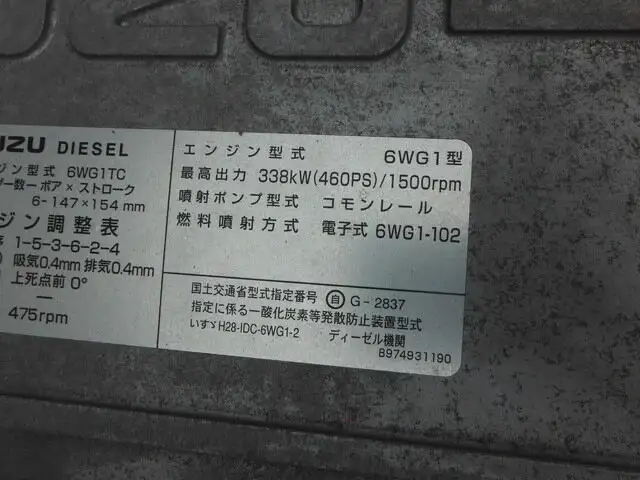 UZU DIESEL
ジン型式 6WG1TC
ダー数ー ボア × ストローク
6-147×154 mm
ジン 調整表
序 1-5-3-6-2-4
) 吸気0.4mm 排気0.4mm
上死点前 0°
—
475rpm
エンジン型式 6WG1型
最高出力 338kW(460PS)/1500rpm
噴射ポンプ型式 コモンレール
燃料噴射方式 電子式 6WG1-102
国土交通省型式指定番号 自 G-2837
指定に係る一酸化炭素等発散防止装置型式
いすゞH28-IDC-6WG1-2 ディーゼル機関
8974931190